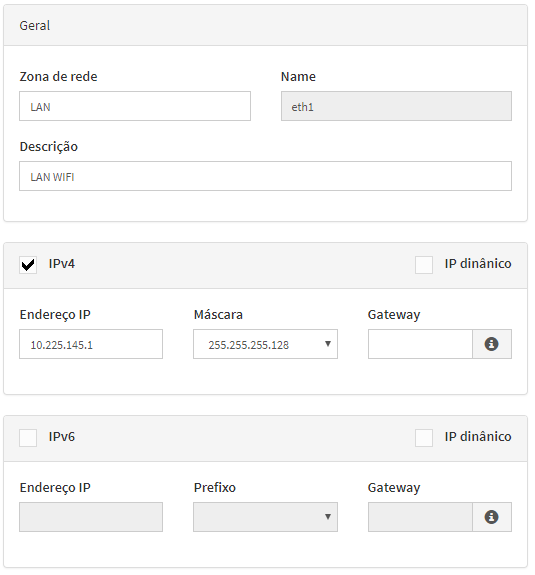 Geral
Zona de rede Name
LAN eth1
Descrição
LAN WIFI
IPv4 IP dinânico
Endereço IP Máscara Gateway
10.225.145.1 255.255.255.128
IPv6 IP dinânico
Endereço IP Prefixo Gateway